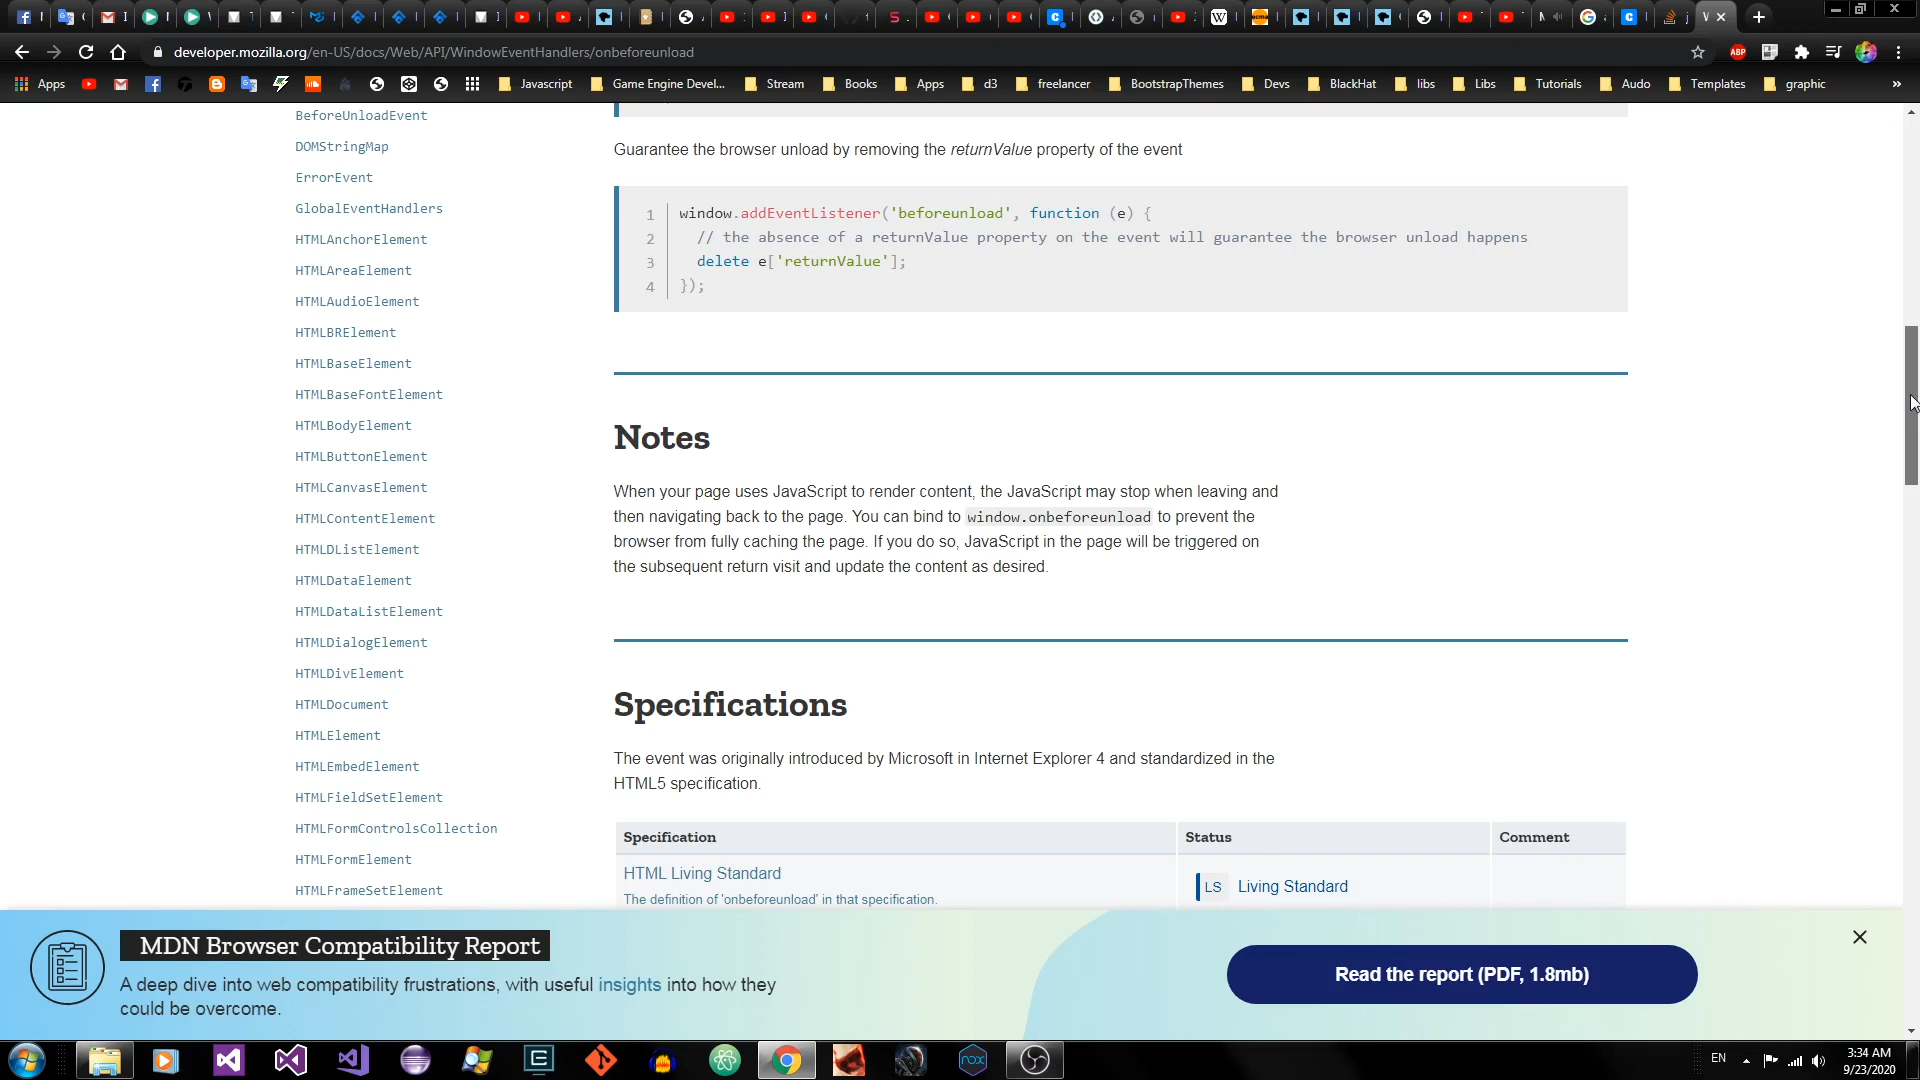 developer.mozilla.org/en-US/docs/Web/API/WindowEventHandlers/onbeforeunload
ABP
Apps
Javascript
Game Engine Devel...
Stream
Books
Apps
d3
freelancer
BootstrapThemes
Devs
BlackHat
libs
Libs
Tutorials
Audo
Templates
graphic
»
BeforeUnloadEvent
DOMStringMap
ErrorEvent
GlobalEventHandlers
HTMLAnchorElement
HTMLAreaElement
HTMLAudioElement
HTMLBRElement
HTMLBaseElement
HTMLBaseFontElement
HTMLBodyElement
HTMLButtonElement
HTMLCanvasElement
HTMLContentElement
HTMLDListElement
HTMLDataElement
HTMLDataListElement
HTMLDialogElement
HTMLDivElement
HTMLDocument
HTMLElement
HTMLEmbedElement
HTMLFieldSetElement
HTMLFormControlsCollection
HTMLFormElement
HTMLFrameSetElement
Guarantee the browser unload by removing the returnValue property of the event
1 window.addEventListener('beforeunload', function (e) {
2 // the absence of a returnValue property on the event will guarantee the browser unload happens
3 delete e['returnValue'];
4 });
Notes
When your page uses JavaScript to render content, the JavaScript may stop when leaving and
then navigating back to the page. You can bind to window.onbeforeunload to prevent the
browser from fully caching the page. If you do so, JavaScript in the page will be triggered on
the subsequent return visit and update the content as desired.
Specifications
The event was originally introduced by Microsoft in Internet Explorer 4 and standardized in the
HTML5 specification.
Specification Status Comment
HTML Living Standard
The definition of 'onbeforeunload' in that specification.
LS Living Standard
MDN Browser Compatibility Report
A deep dive into web compatibility frustrations, with useful insights into how they
could be overcome.
Read the report (PDF, 1.8mb)
nox
EN
3:34 AM
9/23/2020